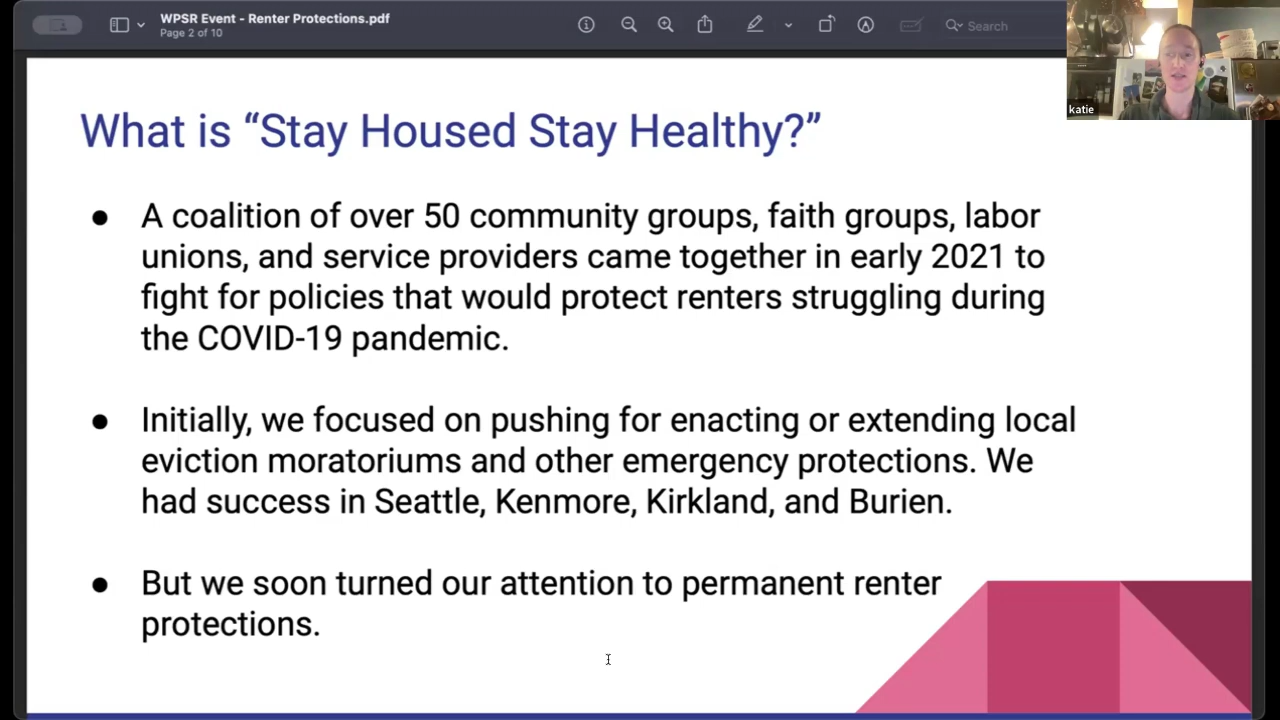 WPSR Event - Renter Protections.pdf
Page 2 of 10
Search
katie
What is “Stay Housed Stay Healthy?”
● A coalition of over 50 community groups, faith groups, labor
unions, and service providers came together in early 2021 to
fight for policies that would protect renters struggling during
the COVID-19 pandemic.
● Initially, we focused on pushing for enacting or extending local
eviction moratoriums and other emergency protections. We
had success in Seattle, Kenmore, Kirkland, and Burien.
● But we soon turned our attention to permanent renter
protections.